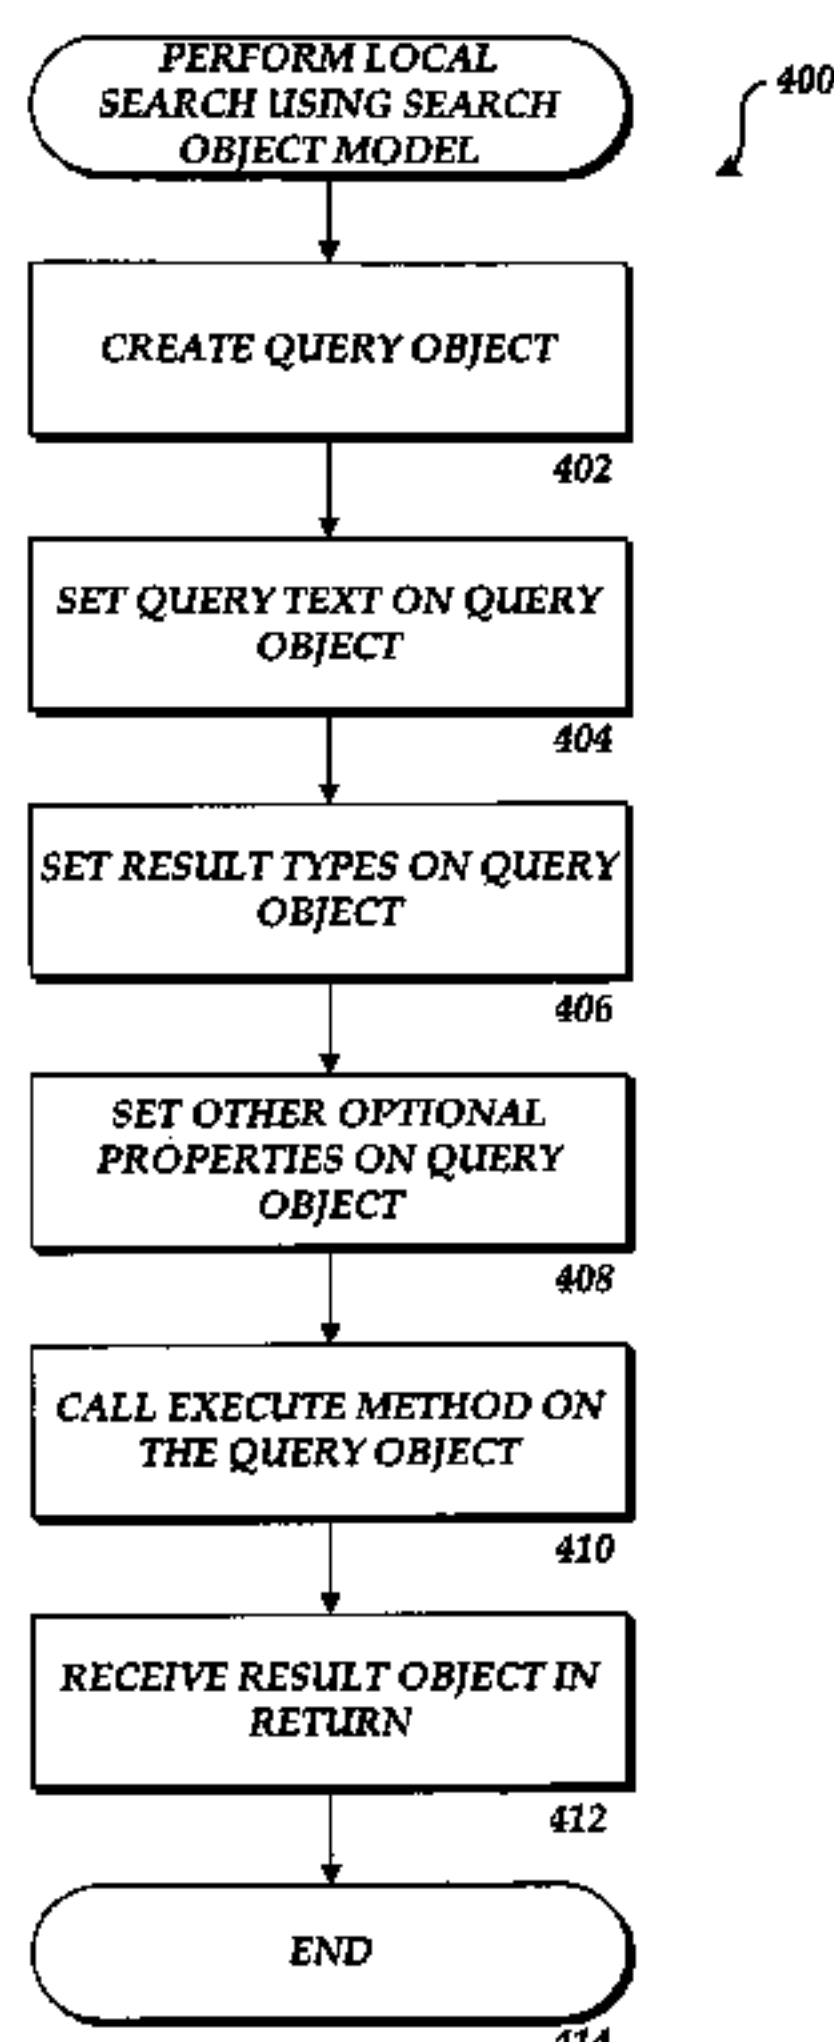 PERFORM LOCAL
SEARCH USING SEARCH
OBJECT MODEL
400
CREATE QUERY OBJECT
402
SET QUERY TEXT ON QUERY
OBJECT
404
SET RESULT TYPES ON QUERY
OBJECT
406
SET OTHER OPTIONAL
PROPERTIES ON QUERY
OBJECT
408
CALL EXECUTE METHOD ON
THE QUERY OBJECT
410
RECEIVE RESULT OBJECT IN
RETURN
412
END
414